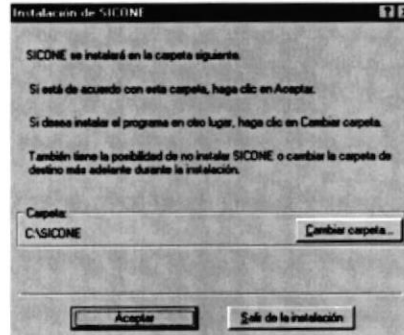 Instalación de SICONE
SICONE se instalará en la carpeta siguiente.
Si está de acuerdo con esta carpeta, haga clic en Aceptar.
Si desea instalar el programa en otro lugar, haga clic en Cambiar carpeta.
También tiene la posibilidad de no instalar SICONE o cambiar la carpeta de
destino más adelante durante la instalación.
Carpeta:
C:\SICONE
Cambiar carpeta...
Aceptar
Salir de la instalación